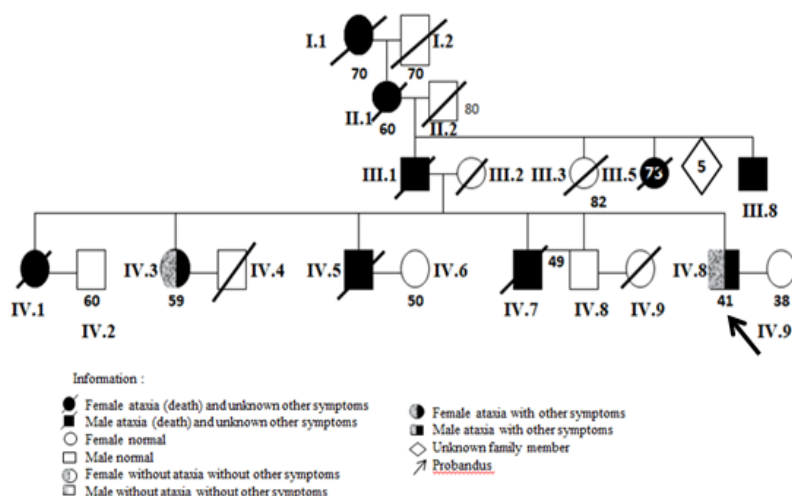 I.1 I.2
70 70
II.1 60 II.2 80
III.1 III.2 III.3 III.5 73 5
82 III.8
IV.3 IV.4 IV.5 IV.6 49 IV.8
IV.1 60 59 50 IV.7 IV.8 IV.9 41 38
IV.2 IV.9
Information :
Female ataxia (death) and unknown other symptoms
Male ataxia (death) and unknown other symptoms
Female normal
Male normal
Female without ataxia without other symptoms
Male without ataxia without other symptoms
Female ataxia with other symptoms
Male ataxia with other symptoms
Unknown family member
Probandus